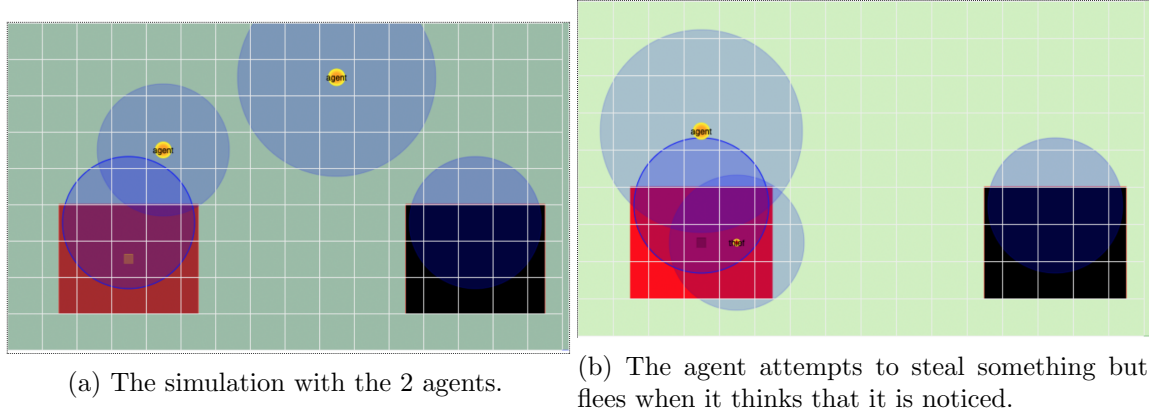 agent
agent
(a) The simulation with the 2 agents.
agent
thief
(b) The agent attempts to steal something but
flees when it thinks that it is noticed.